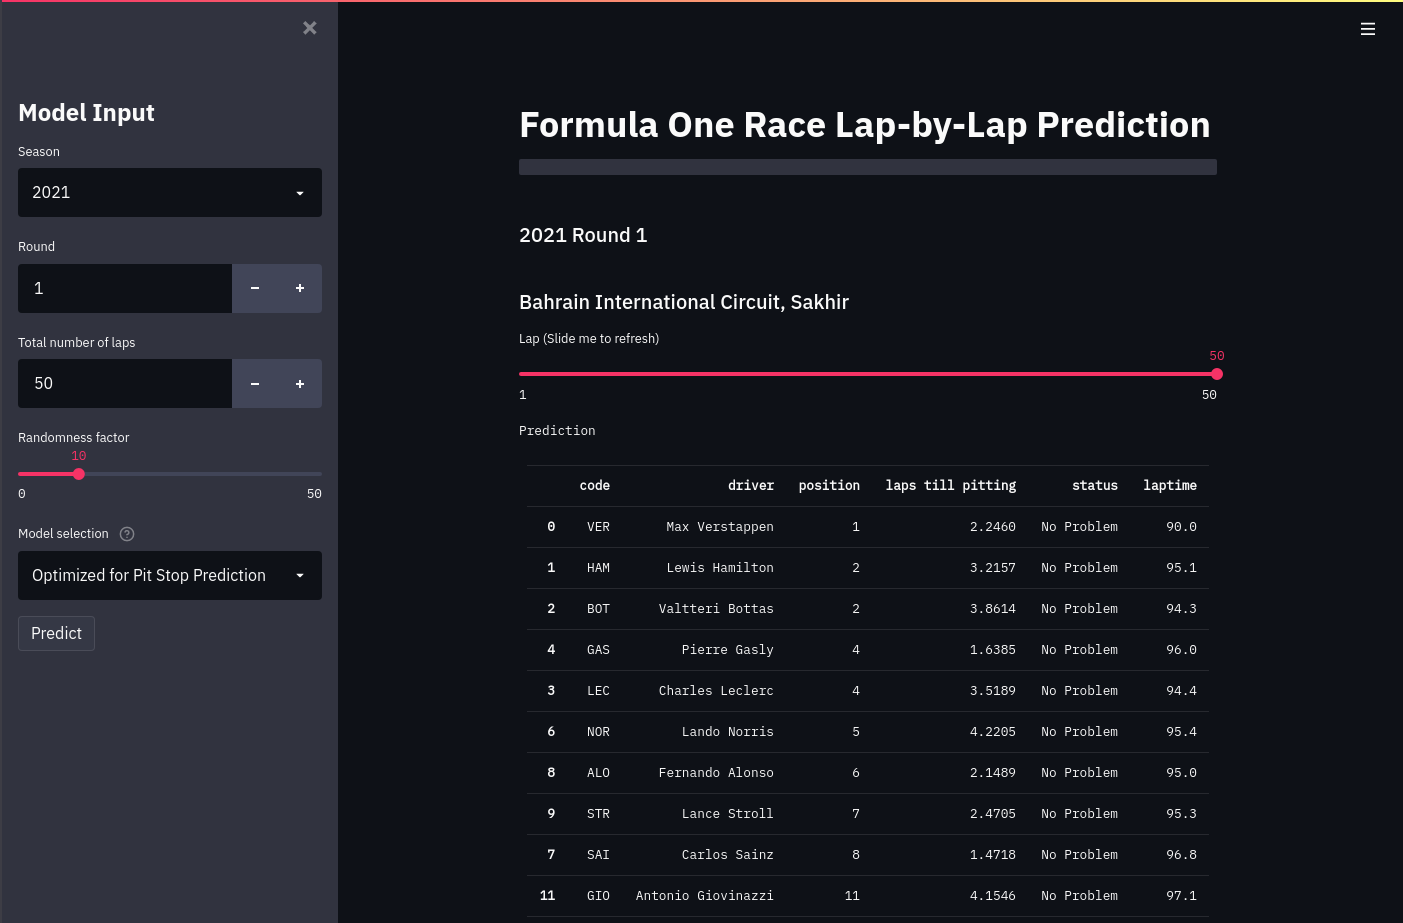 Model Input
Season
2021
Round
1
Total number of laps
50
Randomness factor
10
0 50
Model selection
Optimized for Pit Stop Prediction
Predict
Formula One Race Lap-by-Lap Prediction
2021 Round 1
Bahrain International Circuit, Sakhir
Lap (Slide me to refresh)
50
1 50
Prediction
code driver position laps till pitting status laptime
0 VER Max Verstappen 1 2.2460 No Problem 90.0
1 HAM Lewis Hamilton 2 3.2157 No Problem 95.1
2 BOT Valtteri Bottas 2 3.8614 No Problem 94.3
4 GAS Pierre Gasly 4 1.6385 No Problem 96.0
3 LEC Charles Leclerc 4 3.5189 No Problem 94.4
6 NOR Lando Norris 5 4.2205 No Problem 95.4
8 ALO Fernando Alonso 6 2.1489 No Problem 95.0
9 STR Lance Stroll 7 2.4705 No Problem 95.3
7 SAI Carlos Sainz 8 1.4718 No Problem 96.8
11 GIO Antonio Giovinazzi 11 4.1546 No Problem 97.1